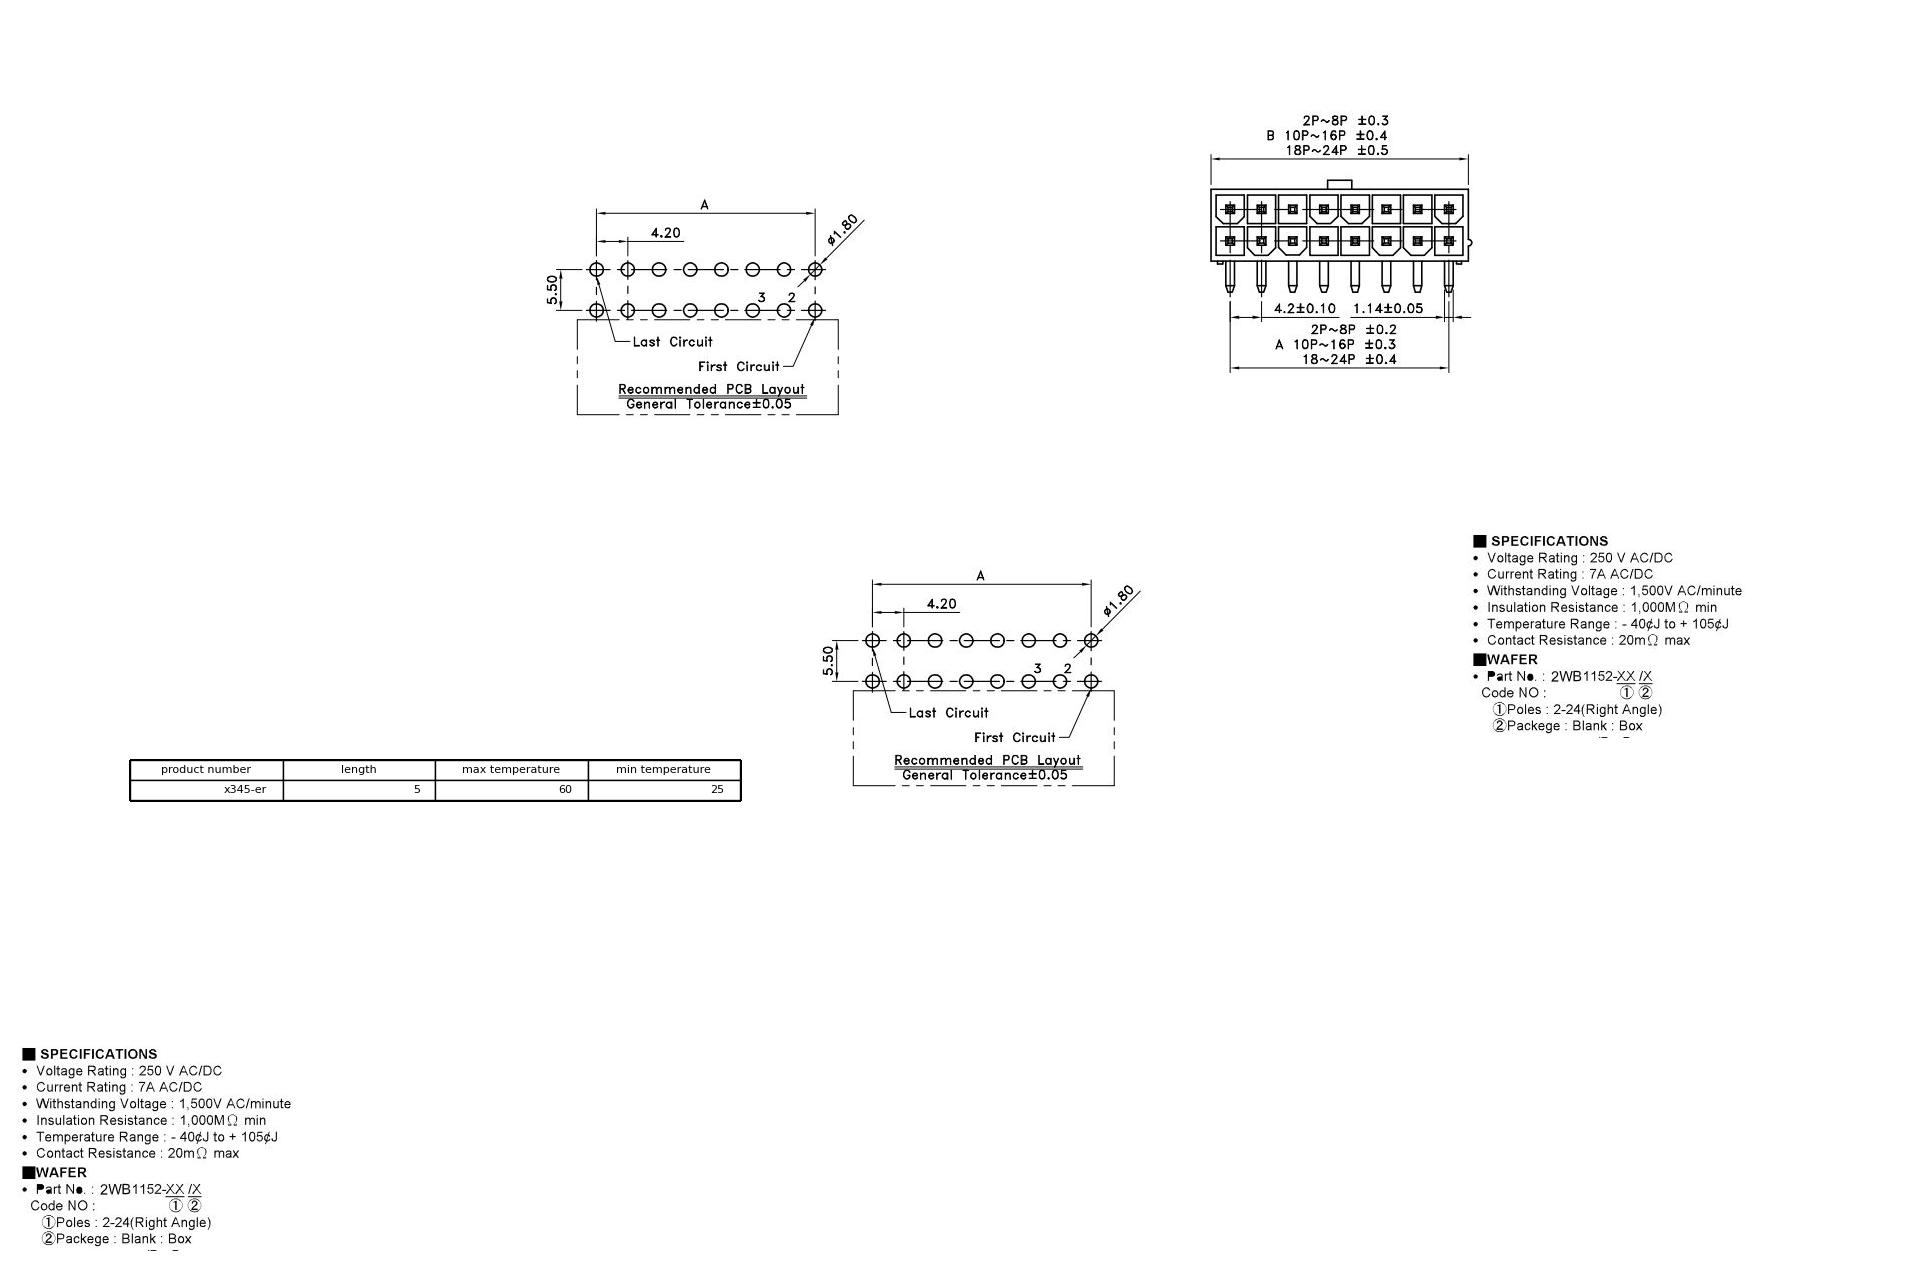 2P~8P ±0.3
B 10P~16P ±0.4
18P~24P ±0.5
4.2±0.10 1.14±0.05
2P~8P ±0.2
A 10P~16P ±0.3
18~24P ±0.4
A
4.20
ø1.80
5.50
3 2
Last Circuit
First Circuit
Recommended PCB Layout
General Tolerance±0.05
A
4.20
ø1.80
5.50
3 2
Last Circuit
First Circuit
Recommended PCB Layout
General Tolerance±0.05
■ SPECIFICATIONS
• Voltage Rating : 250 V AC/DC
• Current Rating : 7A AC/DC
• Withstanding Voltage : 1,500V AC/minute
• Insulation Resistance : 1,000MΩ min
• Temperature Range : - 40¢J to + 105¢J
• Contact Resistance : 20mΩ max
■WAFER
• Part No. : 2WB1152-XX /X
Code NO : ① ②
①Poles : 2-24(Right Angle)
②Packege : Blank : Box
product number length max temperature min temperature
x345-er 5 60 25
■ SPECIFICATIONS
• Voltage Rating : 250 V AC/DC
• Current Rating : 7A AC/DC
• Withstanding Voltage : 1,500V AC/minute
• Insulation Resistance : 1,000MΩ min
• Temperature Range : - 40¢J to + 105¢J
• Contact Resistance : 20mΩ max
■WAFER
• Part No. : 2WB1152-XX /X
Code NO : ① ②
①Poles : 2-24(Right Angle)
②Packege : Blank : Box